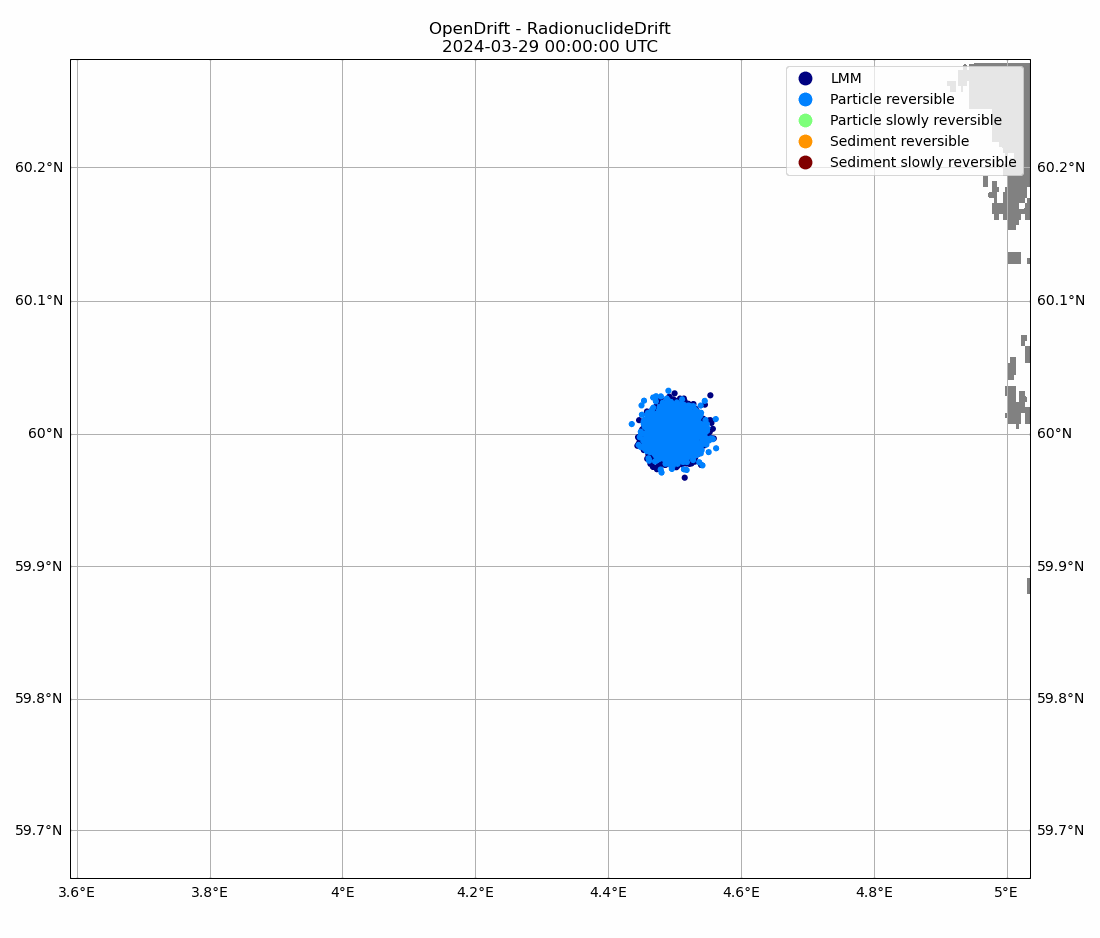 OpenDrift - RadionuclideDrift
2024-03-29 00:00:00 UTC
LMM
Particle reversible
Particle slowly reversible
Sediment reversible
Sediment slowly reversible
60.2°N 60.2°N
60.1°N 60.1°N
60°N 60°N
59.9°N 59.9°N
59.8°N 59.8°N
59.7°N 59.7°N
3.6°E 3.8°E 4°E 4.2°E 4.4°E 4.6°E 4.8°E 5°E